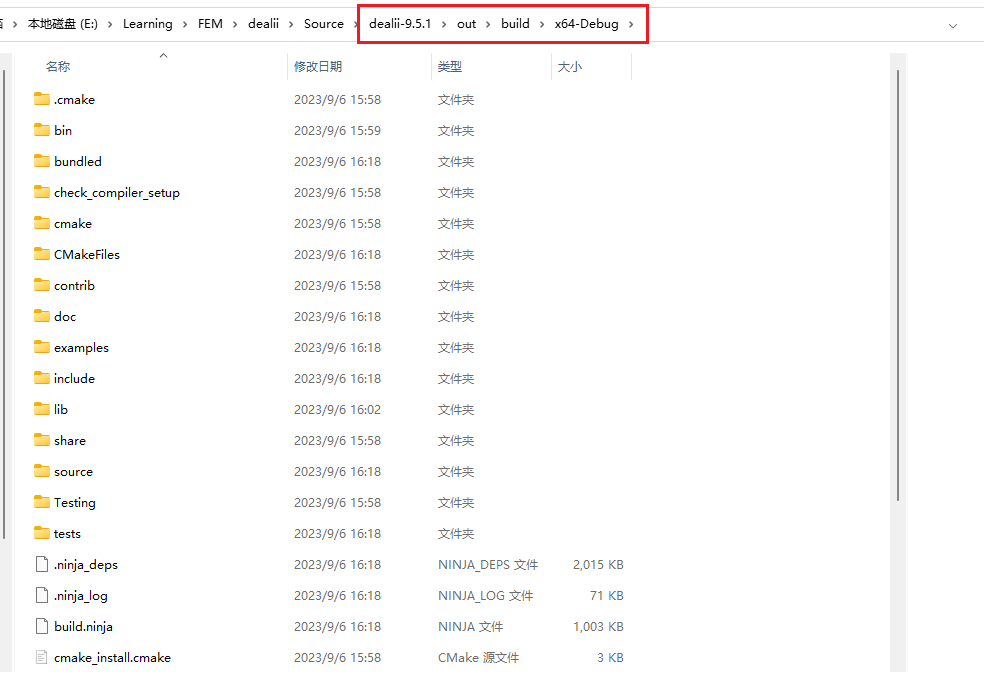 本地磁盘 (E:) › Learning › FEM › dealii › Source › dealii-9.5.1 › out › build › x64-Debug ›
名称 修改日期 类型 大小
.cmake 2023/9/6 15:58 文件夹
bin 2023/9/6 15:59 文件夹
bundled 2023/9/6 16:18 文件夹
check_compiler_setup 2023/9/6 15:58 文件夹
cmake 2023/9/6 15:58 文件夹
CMakeFiles 2023/9/6 16:18 文件夹
contrib 2023/9/6 15:58 文件夹
doc 2023/9/6 16:18 文件夹
examples 2023/9/6 16:18 文件夹
include 2023/9/6 16:18 文件夹
lib 2023/9/6 16:02 文件夹
share 2023/9/6 15:58 文件夹
source 2023/9/6 16:18 文件夹
Testing 2023/9/6 15:58 文件夹
tests 2023/9/6 16:18 文件夹
.ninja_deps 2023/9/6 16:18 NINJA_DEPS 文件 2,015 KB
.ninja_log 2023/9/6 16:18 NINJA_LOG 文件 71 KB
build.ninja 2023/9/6 16:18 NINJA 文件 1,003 KB
cmake_install.cmake 2023/9/6 15:58 CMake 源文件 3 KB